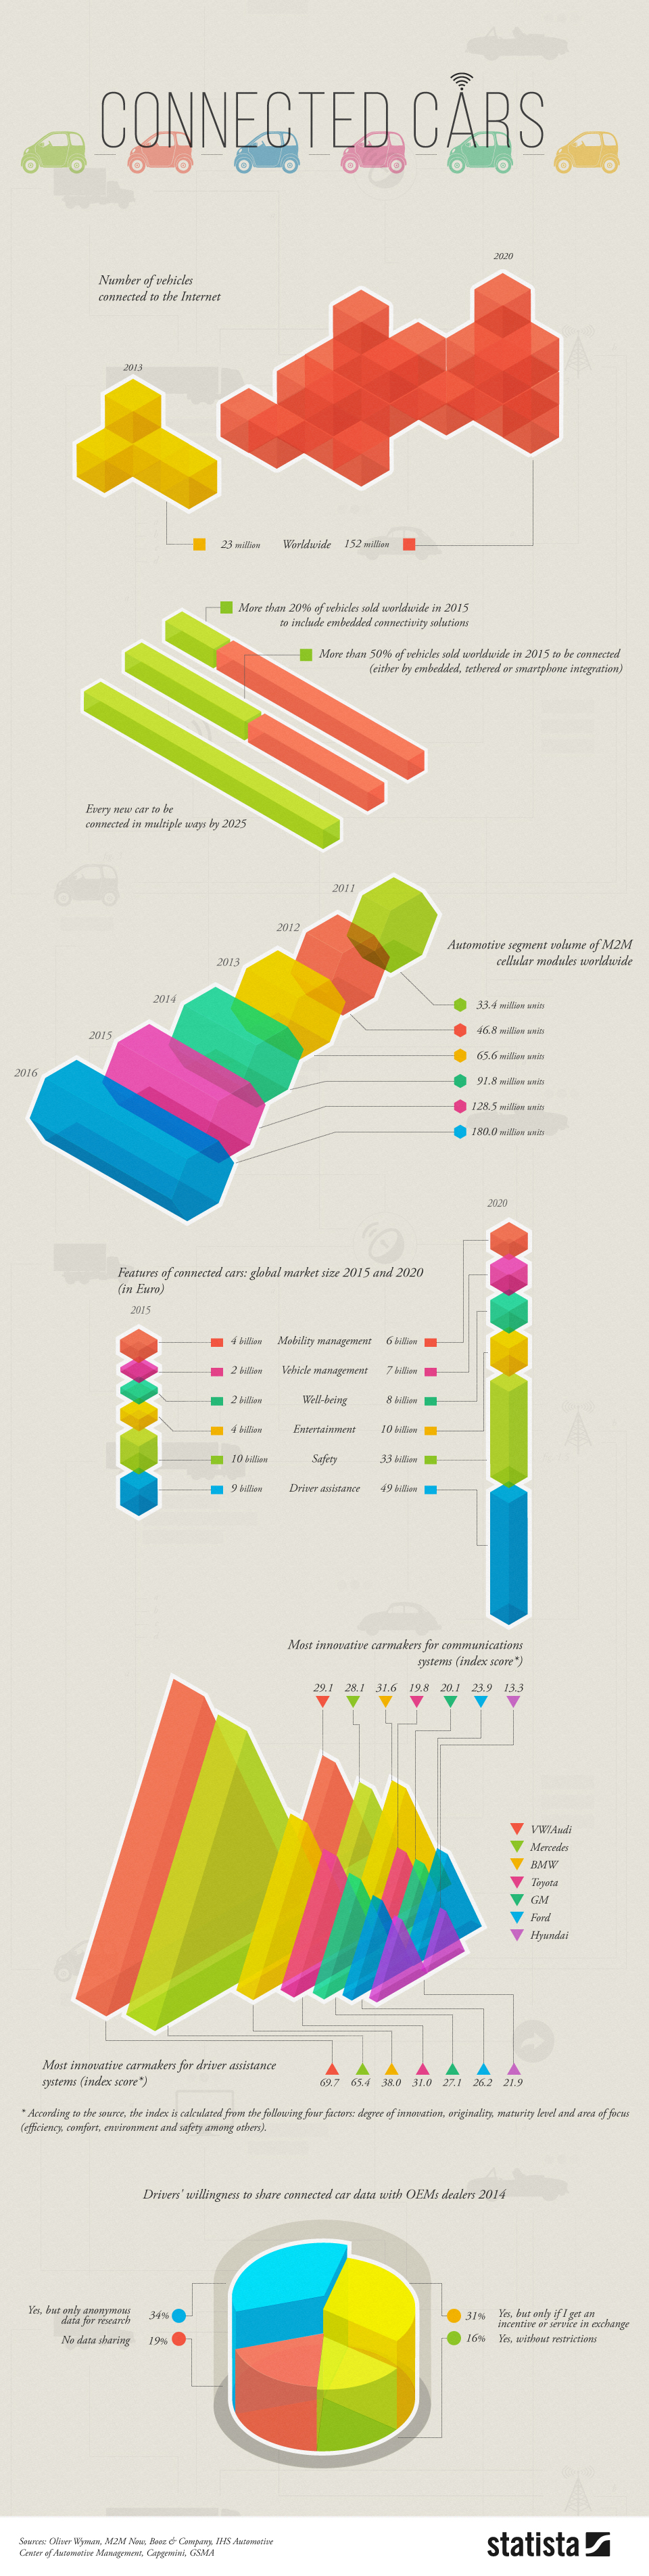 CONNECTED CARS
Number of vehicles
connected to the Internet
2020
2013
23 million Worldwide 152 million
More than 20% of vehicles sold worldwide in 2015
to include embedded connectivity solutions
More than 50% of vehicles sold worldwide in 2015 to be connected
(either by embedded, tethered or smartphone integration)
Every new car to be
connected in multiple ways by 2025
2011
2012
2013
2014
2015
2016
Automotive segment volume of M2M
cellular modules worldwide
33.4 million units
46.8 million units
65.6 million units
91.8 million units
128.5 million units
180.0 million units
2020
Features of connected cars: global market size 2015 and 2020
(in Euro)
2015
4 billion Mobility management 6 billion
2 billion Vehicle management 7 billion
2 billion Well-being 8 billion
4 billion Entertainment 10 billion
10 billion Safety 33 billion
9 billion Driver assistance 49 billion
Most innovative carmakers for communications
systems (index score*)
29.1 28.1 31.6 19.8 20.1 23.9 13.3
VW/Audi
Mercedes
BMW
Toyota
GM
Ford
Hyundai
Most innovative carmakers for driver assistance
systems (index score*)
69.7 65.4 38.0 31.0 27.1 26.2 21.9
* According to the source, the index is calculated from the following four factors: degree of innovation, originality, maturity level and area of focus
(efficiency, comfort, environment and safety among others).
Drivers' willingness to share connected car data with OEMs dealers 2014
Yes, but only anonymous
data for research
34%
No data sharing 19%
31% Yes, but only if I get an
incentive or service in exchange
16% Yes, without restrictions
Sources: Oliver Wyman, M2M Now, Booz & Company, IHS Automotive
Center of Automotive Management, Capgemini, GSMA
statista